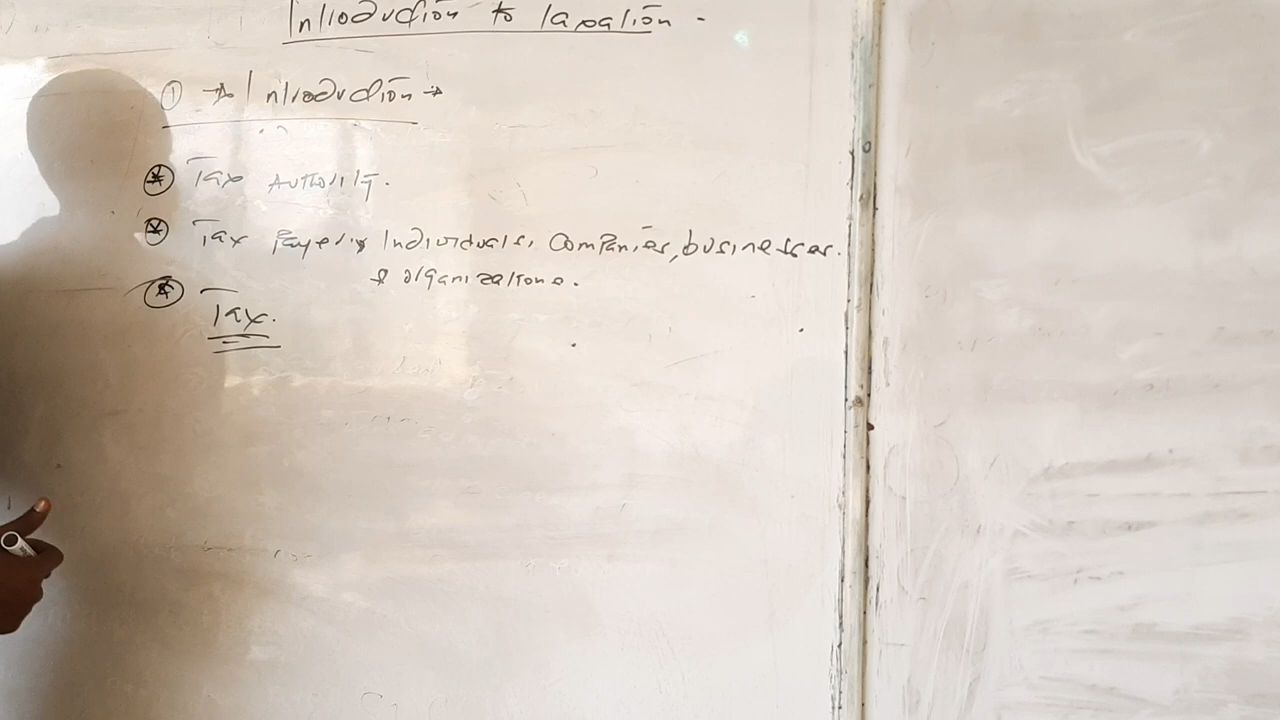 Introduction to Taxation -
① → Introduction →
* Tax Authority.
* Tax Payers Individuals, Companies, businesses.
& organizations.
* Tax.